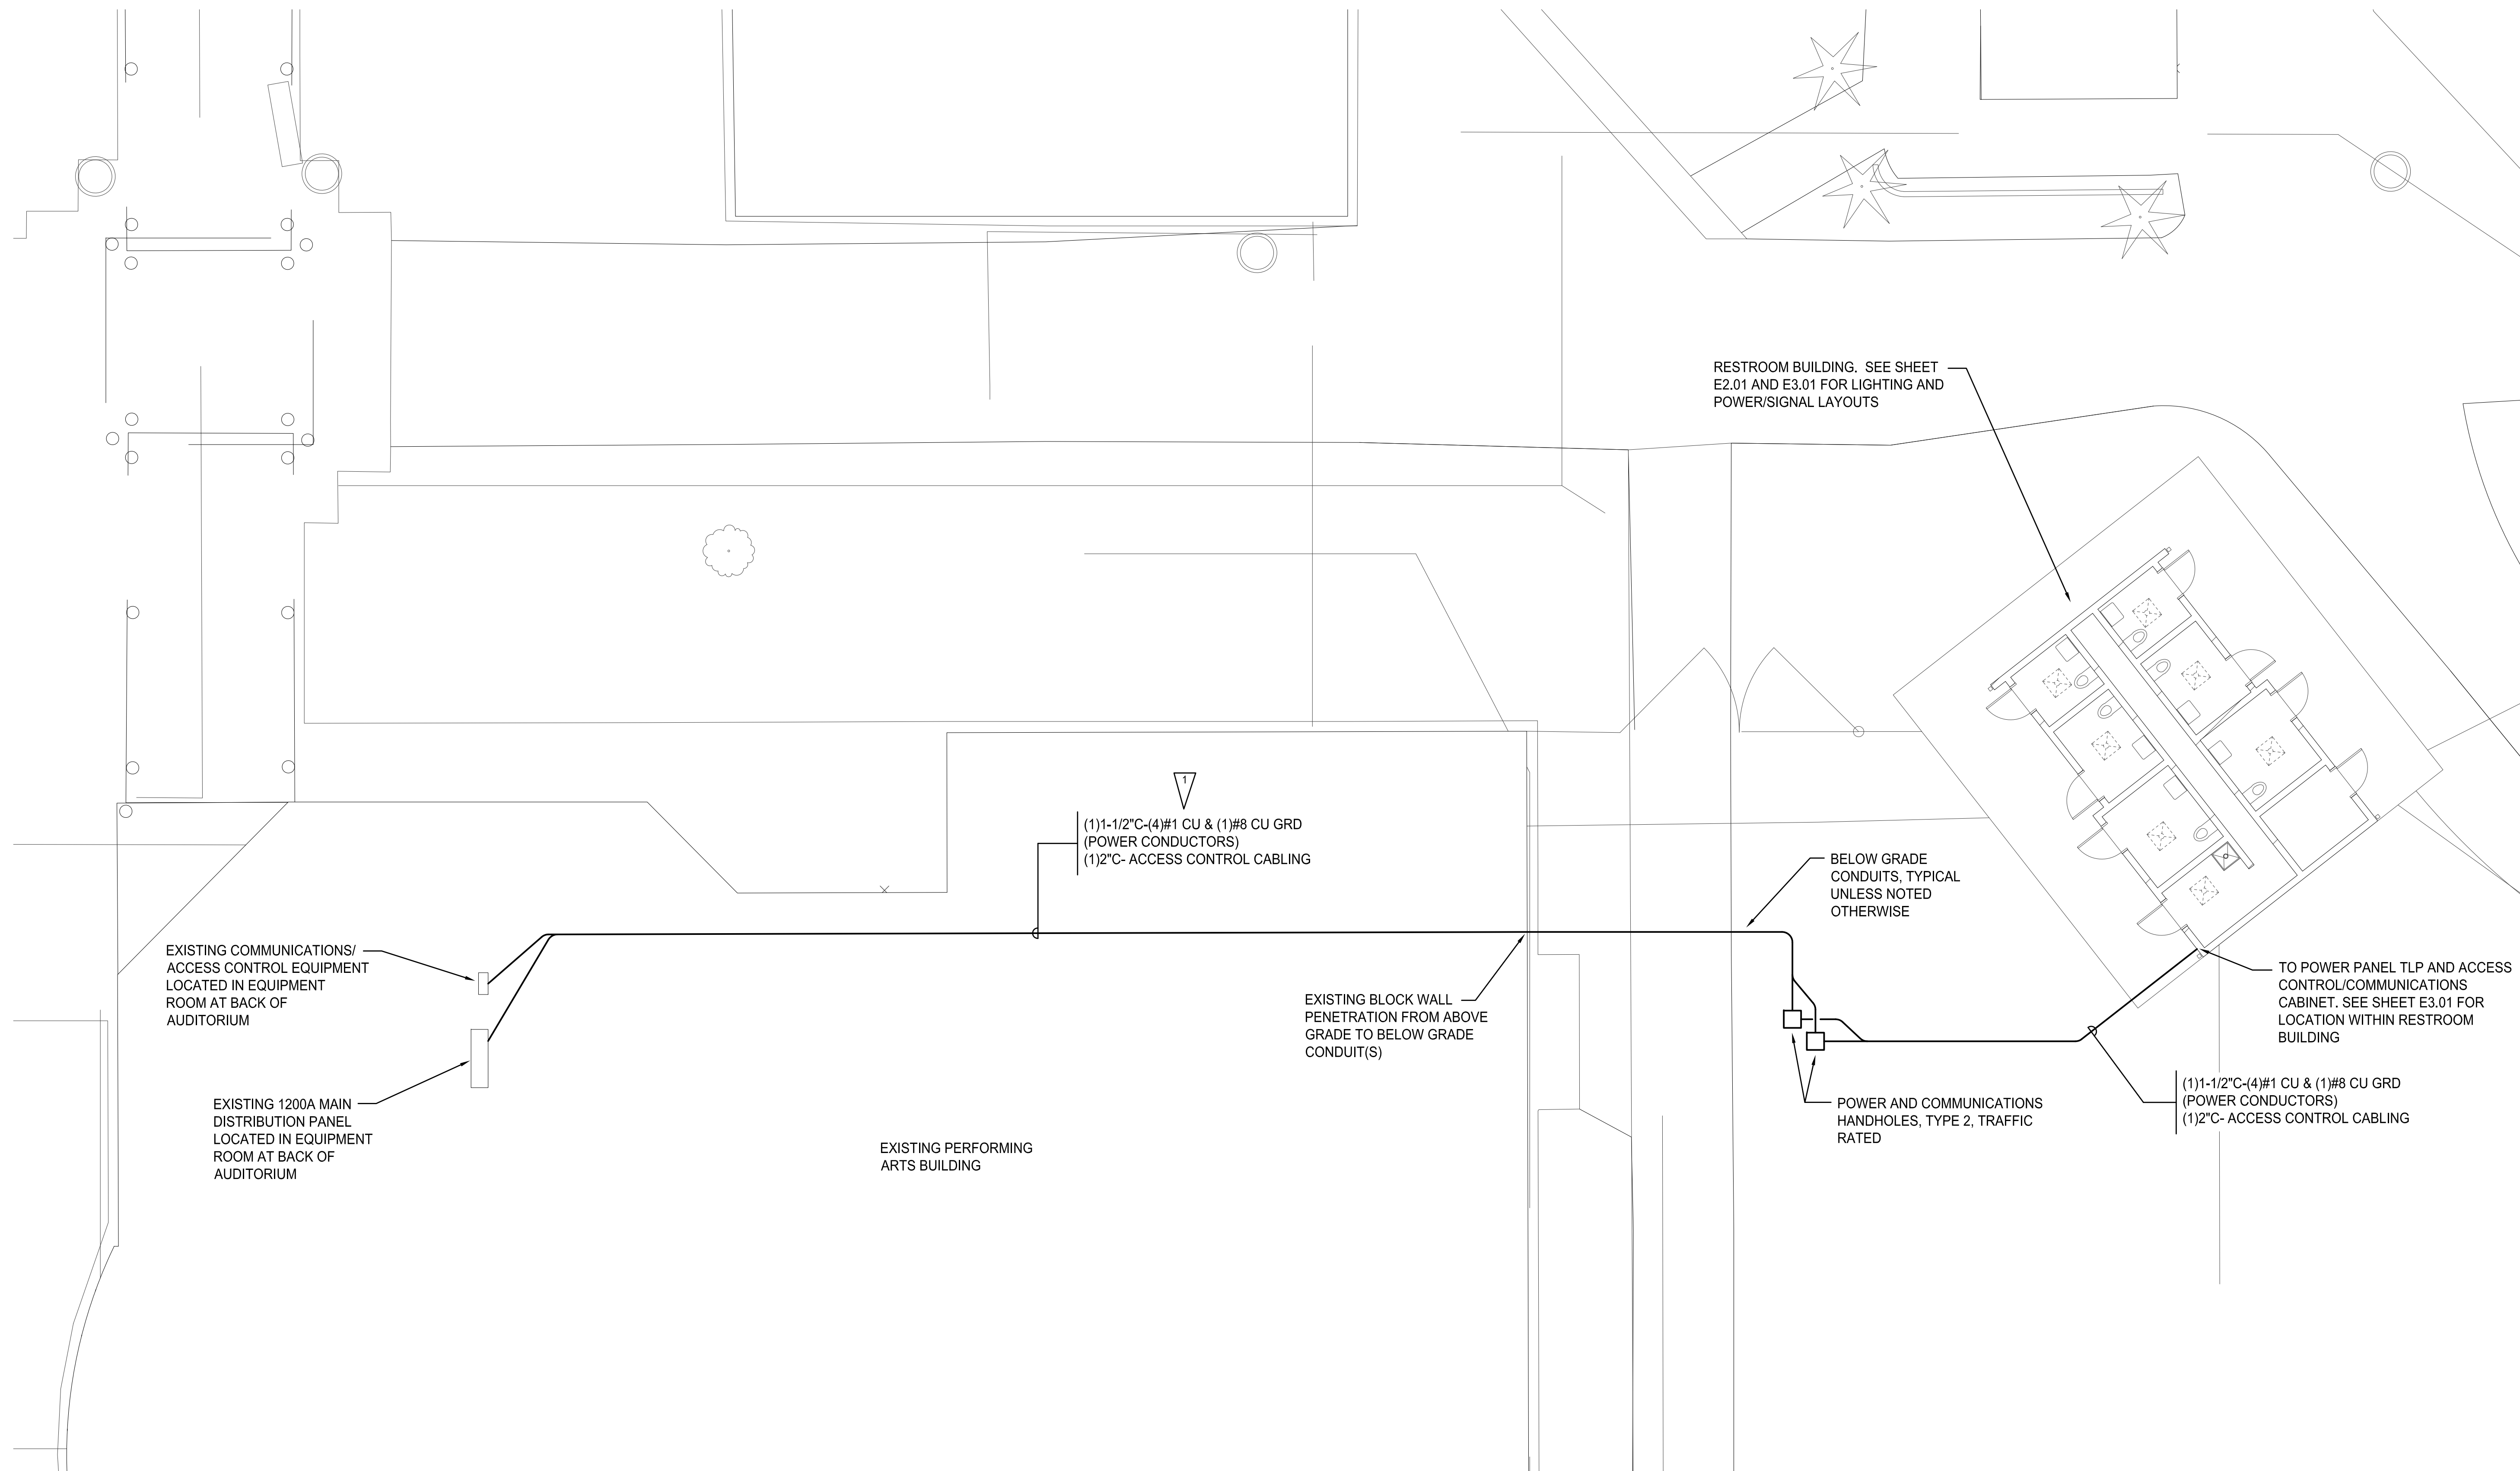 RESTROOM BUILDING. SEE SHEET
E2.01 AND E3.01 FOR LIGHTING AND
POWER/SIGNAL LAYOUTS
1
(1)1-1/2"C-(4)#1 CU & (1)#8 CU GRD
(POWER CONDUCTORS)
(1)2"C- ACCESS CONTROL CABLING
BELOW GRADE
CONDUITS, TYPICAL
UNLESS NOTED
OTHERWISE
EXISTING COMMUNICATIONS/
ACCESS CONTROL EQUIPMENT
LOCATED IN EQUIPMENT
ROOM AT BACK OF
AUDITORIUM
EXISTING BLOCK WALL
PENETRATION FROM ABOVE
GRADE TO BELOW GRADE
CONDUIT(S)
TO POWER PANEL TLP AND ACCESS
CONTROL/COMMUNICATIONS
CABINET. SEE SHEET E3.01 FOR
LOCATION WITHIN RESTROOM
BUILDING
EXISTING 1200A MAIN
DISTRIBUTION PANEL
LOCATED IN EQUIPMENT
ROOM AT BACK OF
AUDITORIUM
EXISTING PERFORMING
ARTS BUILDING
POWER AND COMMUNICATIONS
HANDHOLES, TYPE 2, TRAFFIC
RATED
(1)1-1/2"C-(4)#1 CU & (1)#8 CU GRD
(POWER CONDUCTORS)
(1)2"C- ACCESS CONTROL CABLING